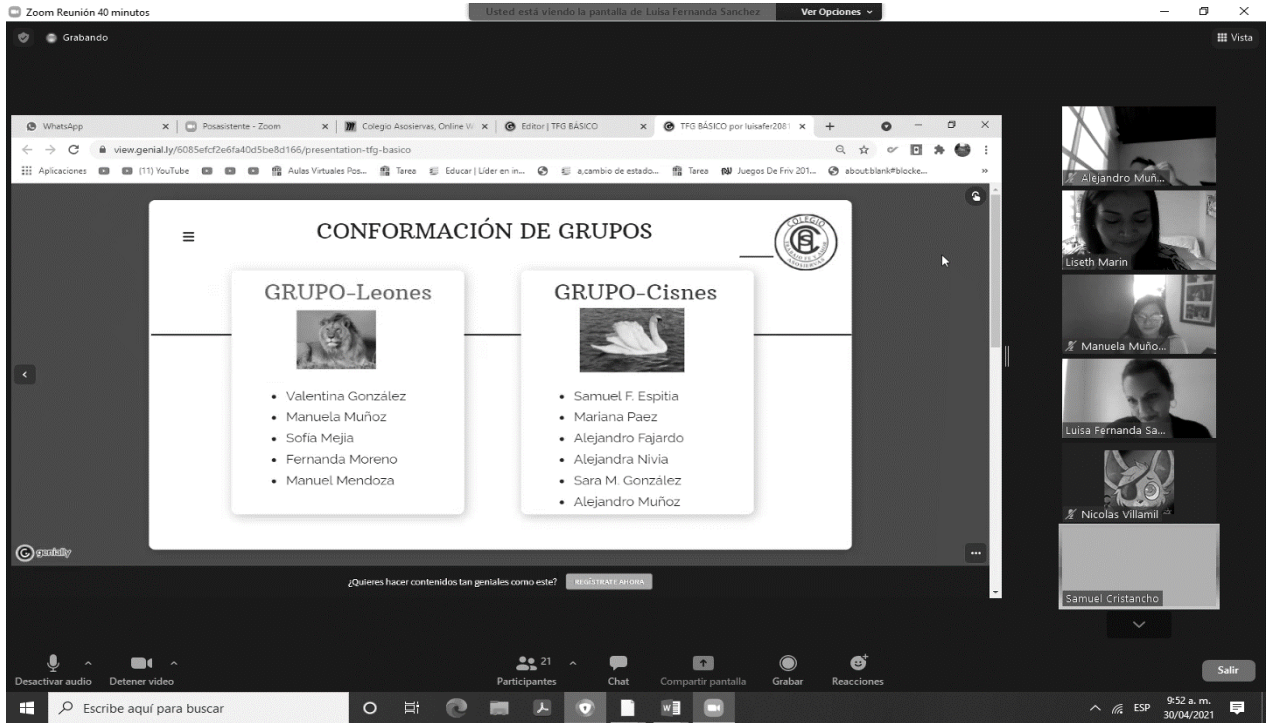 Zoom Reunión 40 minutos
Usted está viendo la pantalla de Luisa Fernanda Sanchez
Ver Opciones
Grabando
Vista
WhatsApp
Posasistente - Zoom
Colegio Asosiervas, Online W
Editor | TFG BÁSICO
TFG BÁSICO por luisafer2081
view.genial.ly/6085efcf2e6fa40d5be8d166/presentation-tfg-basico
Aplicaciones
(11) YouTube
Aulas Virtuales Pos...
Tarea
Educar | Líder en in...
a,cambio de estado...
Tarea
Juegos De Friv 201...
about:blank#blocke...
»
CONFORMACIÓN DE GRUPOS
COLEGIO
ASOSIERVAS
GRUPO-Leones
• Valentina González
• Manuela Muñoz
• Sofía Mejia
• Fernanda Moreno
• Manuel Mendoza
GRUPO-Cisnes
• Samuel F. Espitia
• Mariana Paez
• Alejandro Fajardo
• Alejandra Nivia
• Sara M. González
• Alejandro Muñoz
genially
¿Quieres hacer contenidos tan geniales como este?
REGÍSTRATE AHORA
Alejandro Muñ...
Liseth Marin
Manuela Muño...
Luisa Fernanda Sa...
Nicolas Villamil
Samuel Cristancho
Desactivar audio
Detener video
21
Participantes
Chat
Compartir pantalla
Grabar
Reacciones
Salir
Escribe aquí para buscar
ESP
9:52 a. m.
30/04/2021